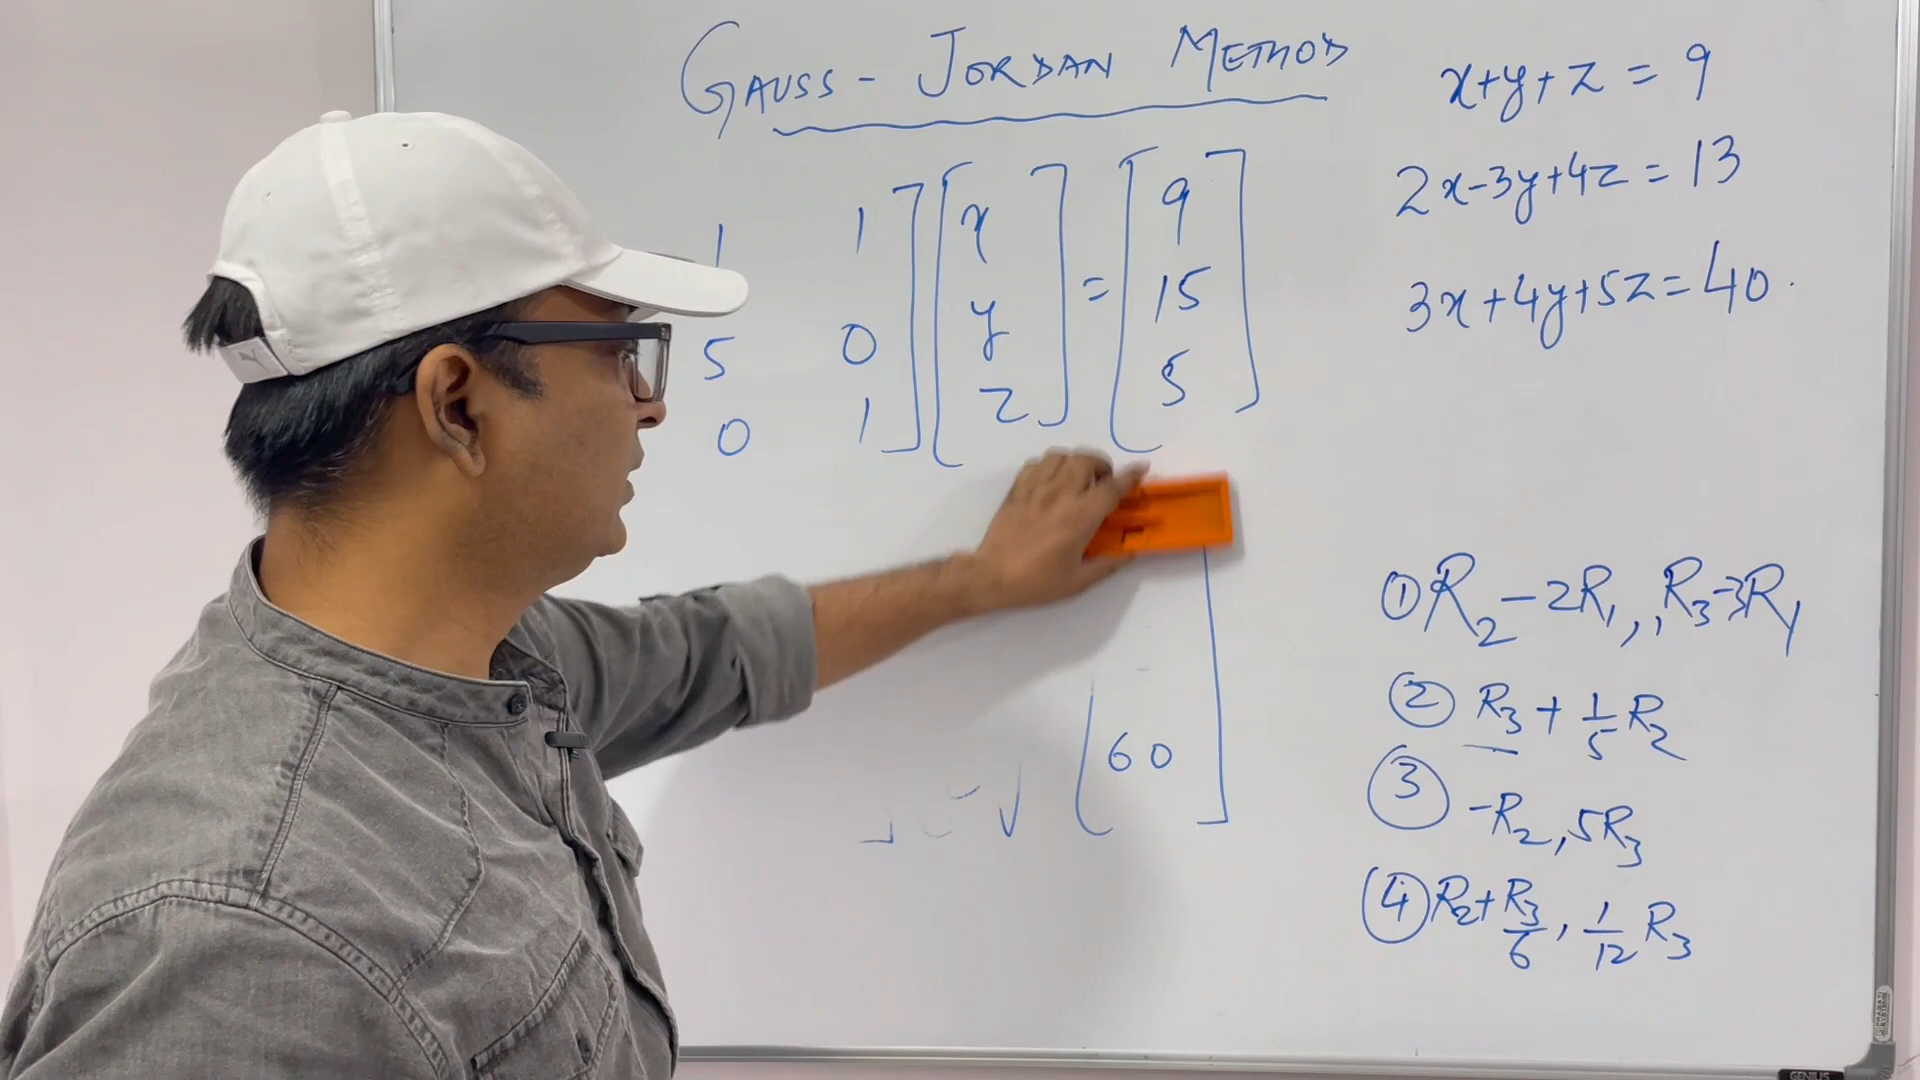 GAUSS - JORDAN METHOD
1 1
5 0
0 1
x
y
z
=
9
15
5
60
x+y+z = 9
2x-3y+4z = 13
3x+4y+5z = 40.
① R₂ - 2R₁,, R₃-3R₁
② R₃ + 1/5 R₂
③ -R₂, 5R₃
④ R₂+R₃/6, 1/12 R₃
GENIUS